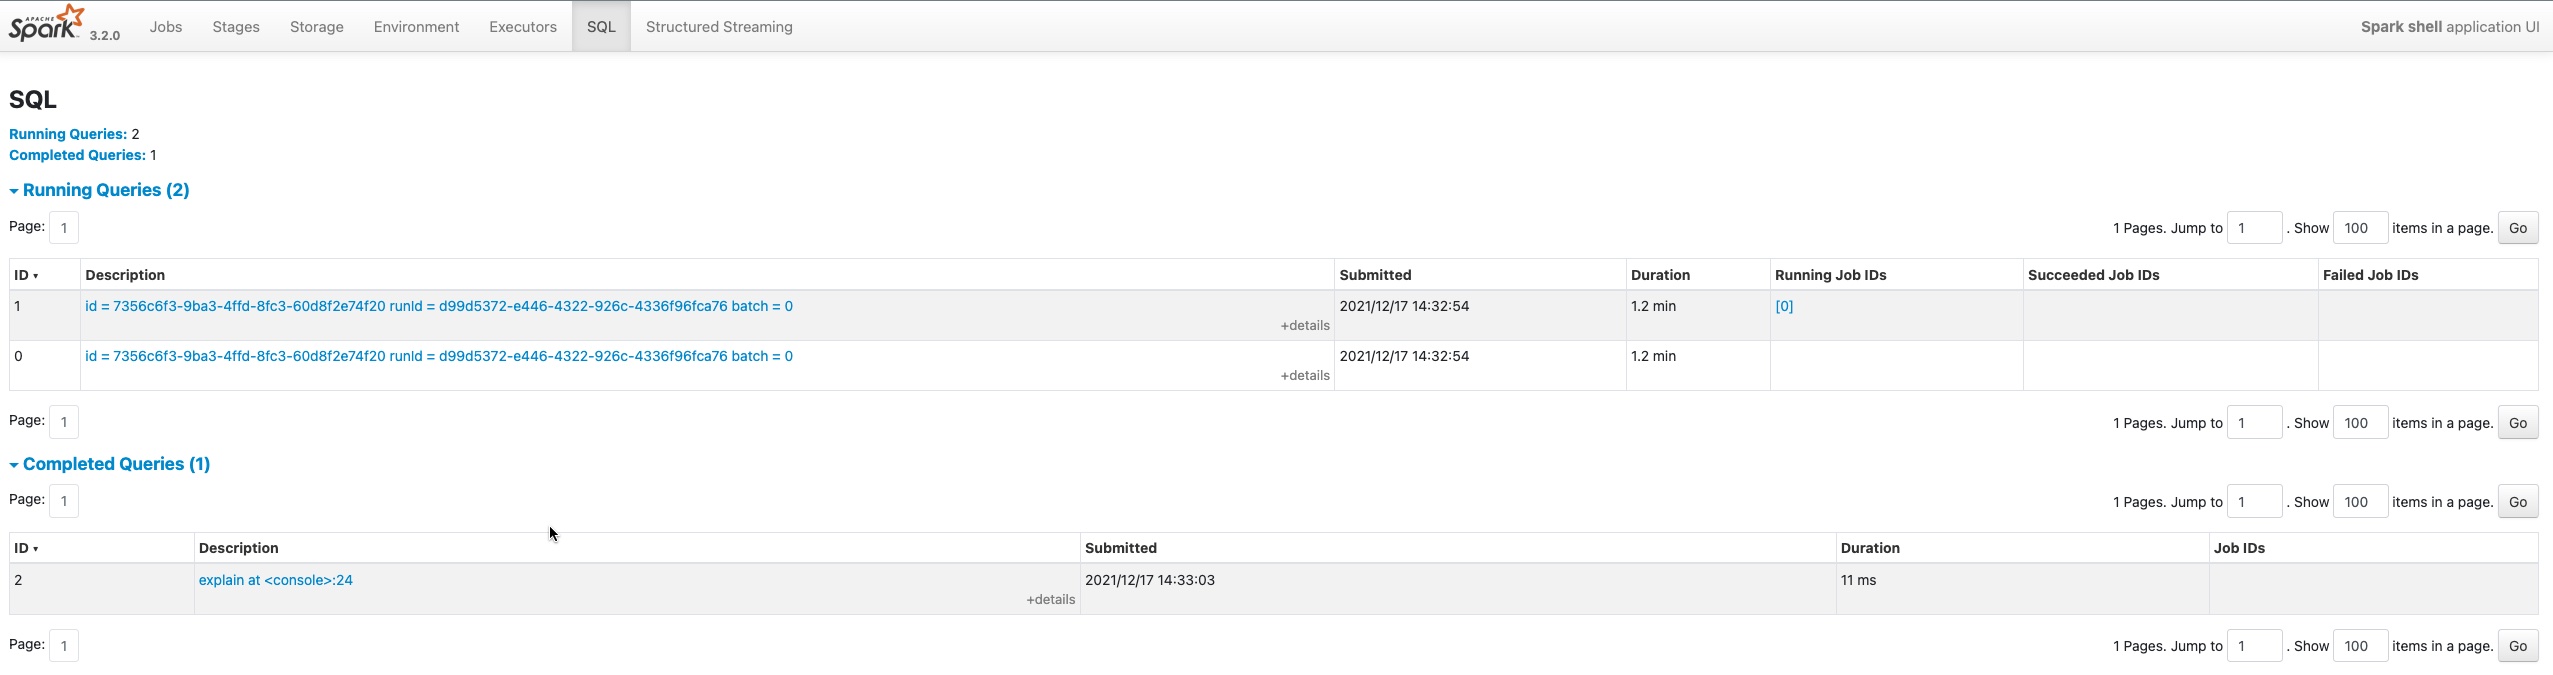 APACHE Spark 3.2.0 Jobs Stages Storage Environment Executors SQL Structured Streaming Spark shell application UI
SQL
Running Queries: 2
Completed Queries: 1
Running Queries (2)
Page: 1 1 Pages. Jump to 1 . Show 100 items in a page. Go
ID Description Submitted Duration Running Job IDs Succeeded Job IDs Failed Job IDs
1 id = 7356c6f3-9ba3-4ffd-8fc3-60d8f2e74f20 runId = d99d5372-e446-4322-926c-4336f96fca76 batch = 0 2021/12/17 14:32:54 1.2 min [0]
+details
0 id = 7356c6f3-9ba3-4ffd-8fc3-60d8f2e74f20 runId = d99d5372-e446-4322-926c-4336f96fca76 batch = 0 2021/12/17 14:32:54 1.2 min
+details
Page: 1 1 Pages. Jump to 1 . Show 100 items in a page. Go
Completed Queries (1)
Page: 1 1 Pages. Jump to 1 . Show 100 items in a page. Go
ID Description Submitted Duration Job IDs
2 explain at <console>:24 2021/12/17 14:33:03 11 ms
+details
Page: 1 1 Pages. Jump to 1 . Show 100 items in a page. Go